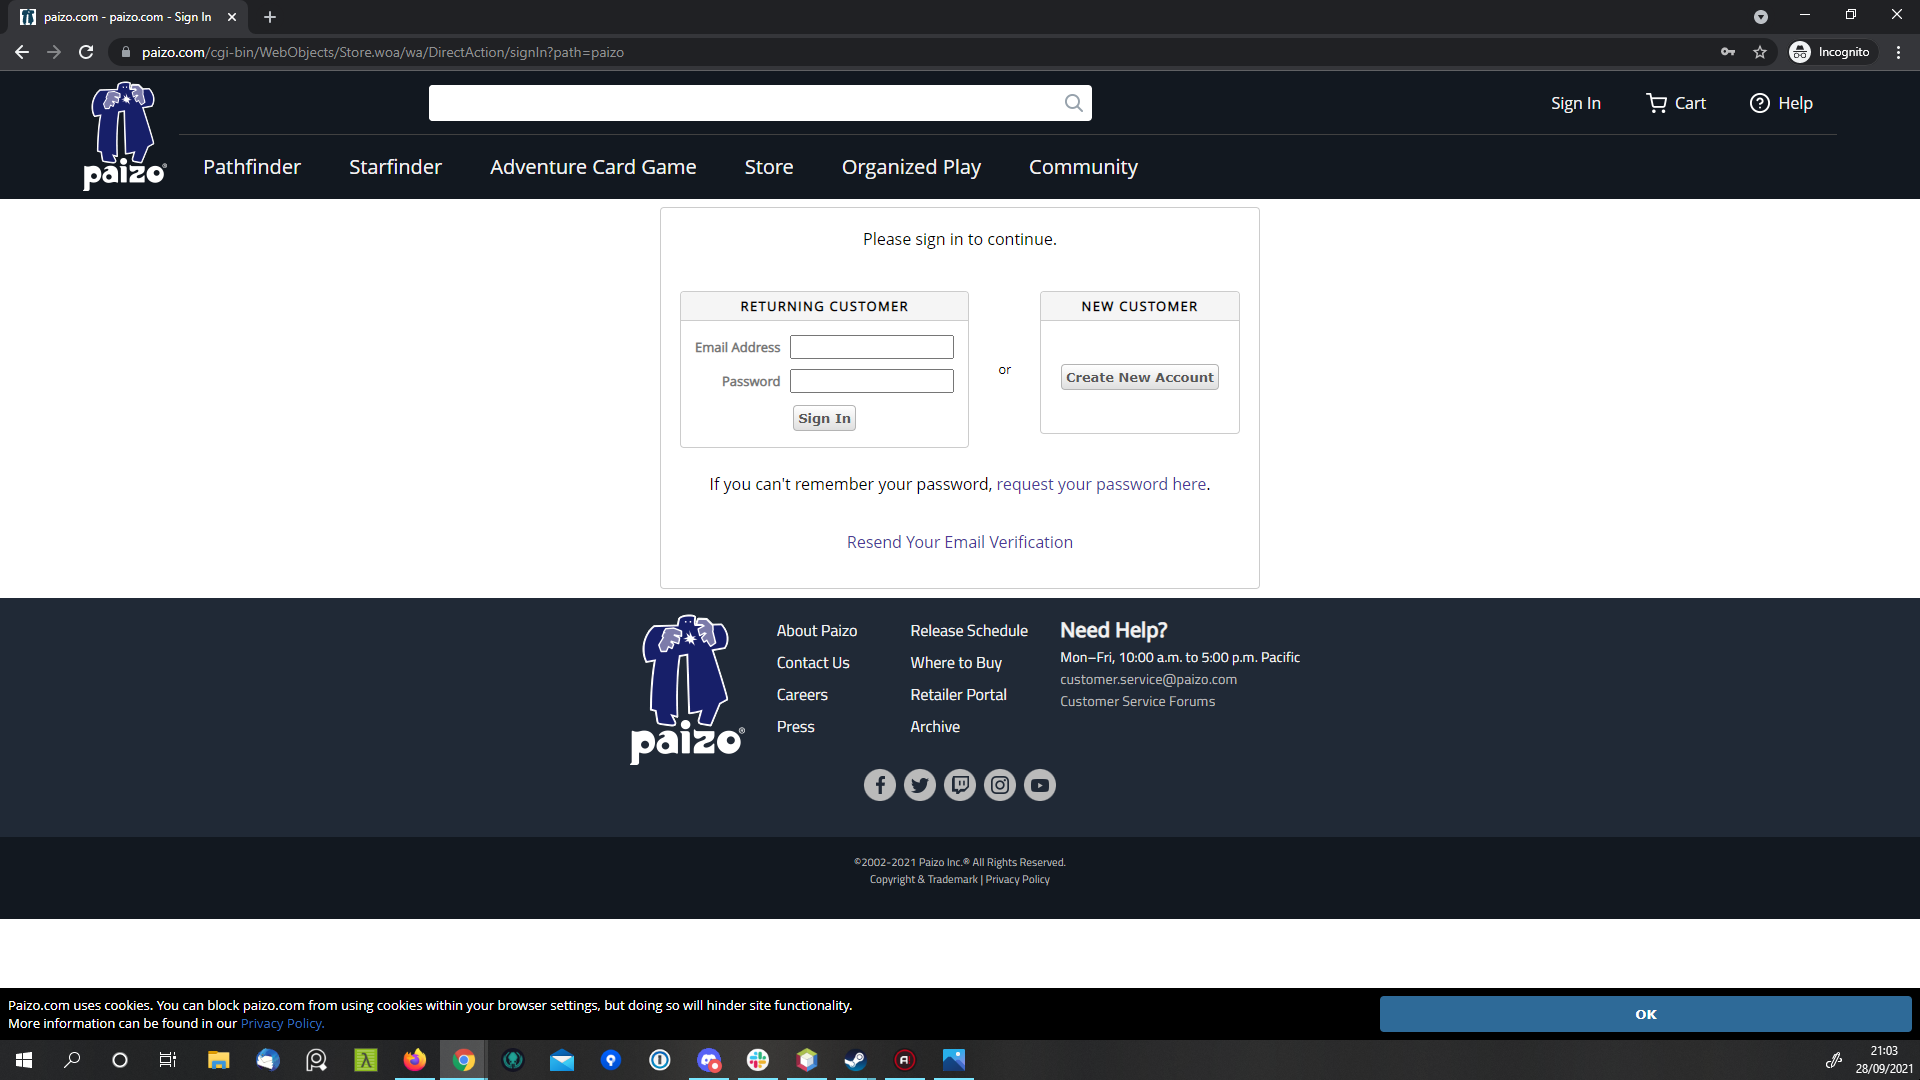 paizo.com - paizo.com - Sign In
paizo.com/cgi-bin/WebObjects/Store.woa/wa/DirectAction/signIn?path=paizo
Incognito
Sign In
Cart
Help
paizo
Pathfinder
Starfinder
Adventure Card Game
Store
Organized Play
Community
Please sign in to continue.
RETURNING CUSTOMER
Email Address
Password
Sign In
or
NEW CUSTOMER
Create New Account
If you can't remember your password, request your password here.
Resend Your Email Verification
paizo
About Paizo
Contact Us
Careers
Press
Release Schedule
Where to Buy
Retailer Portal
Archive
Need Help?
Mon–Fri, 10:00 a.m. to 5:00 p.m. Pacific
customer.service@paizo.com
Customer Service Forums
©2002-2021 Paizo Inc.® All Rights Reserved.
Copyright & Trademark | Privacy Policy
Paizo.com uses cookies. You can block paizo.com from using cookies within your browser settings, but doing so will hinder site functionality.
More information can be found in our Privacy Policy.
OK
21:03
28/09/2021